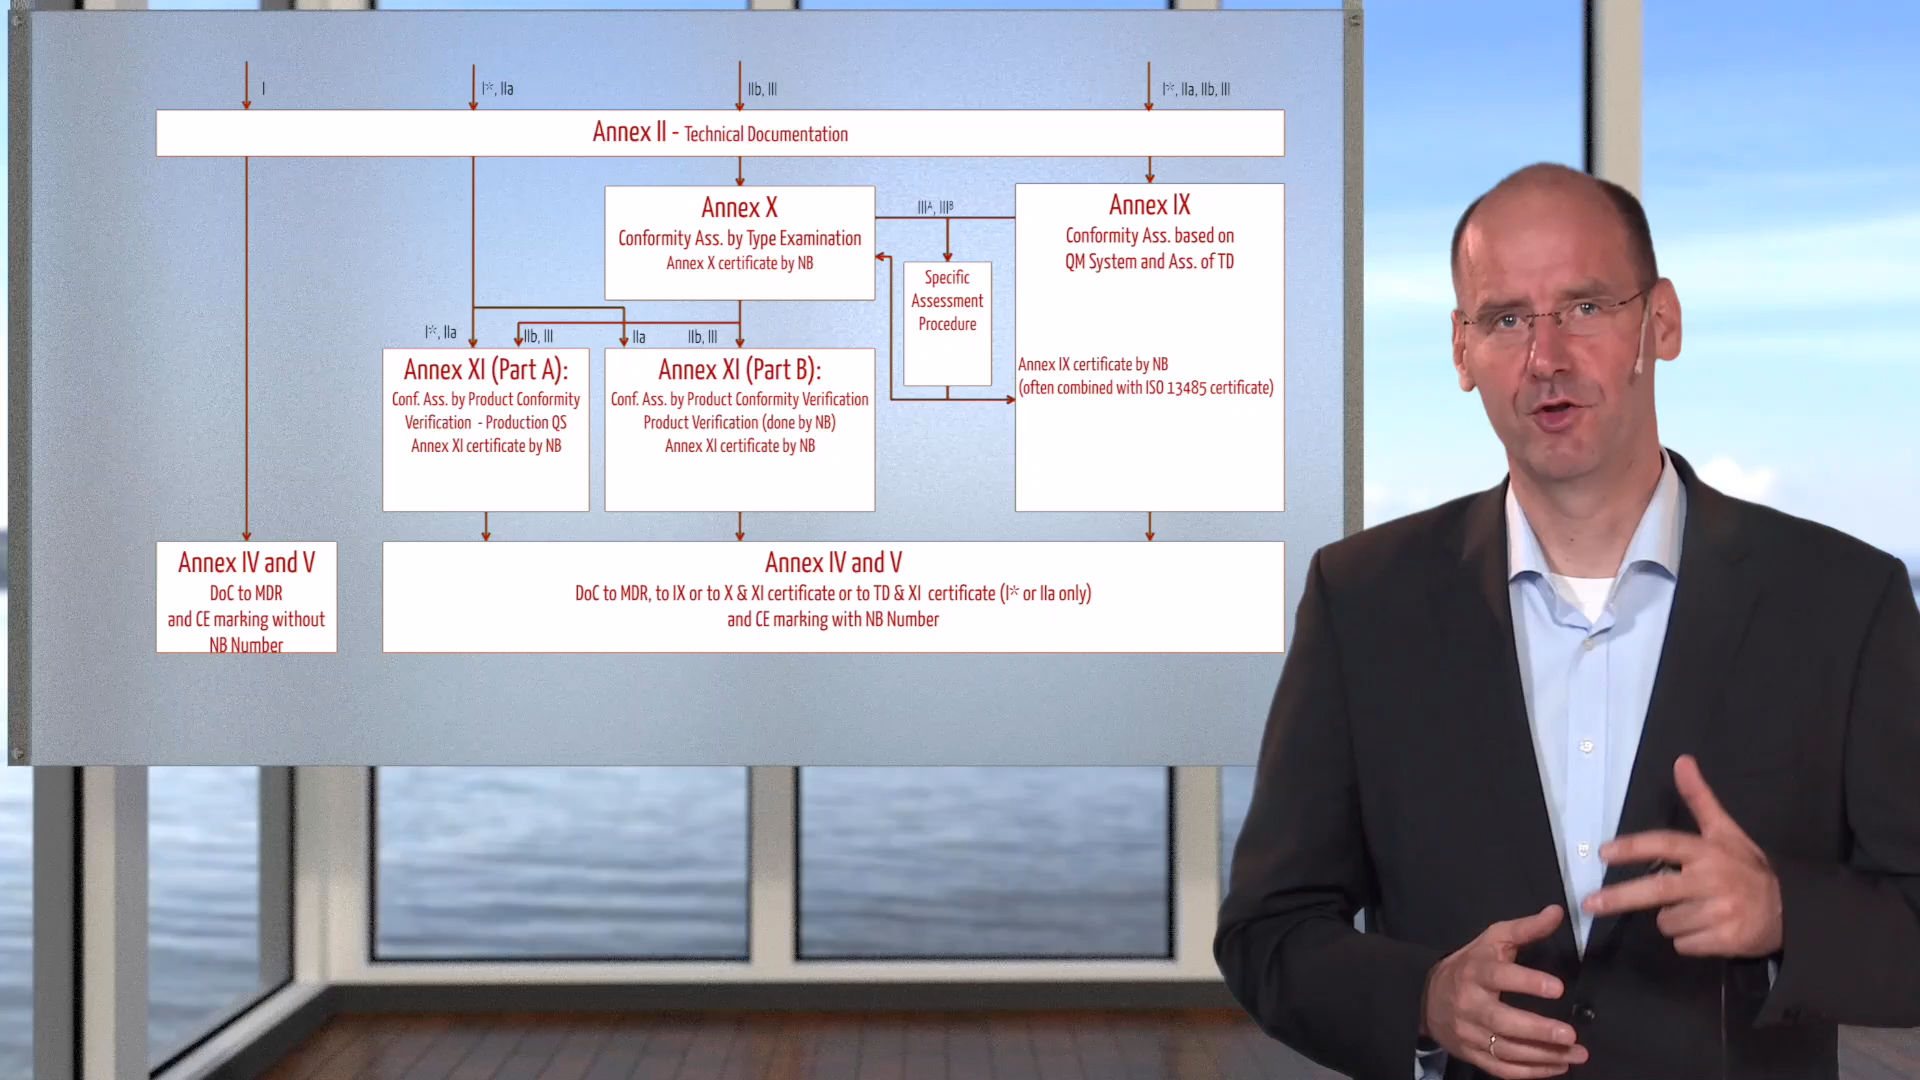 I
I*, IIa
IIb, III
I*, IIa, IIb, III
Annex II - Technical Documentation
Annex X
Conformity Ass. by Type Examination
Annex X certificate by NB
IIIᴬ, IIIᴮ
Specific
Assessment
Procedure
Annex IX
Conformity Ass. based on
QM System and Ass. of TD
Annex IX certificate by NB
(often combined with ISO 13485 certificate)
I*, IIa
IIb, III
IIa
IIb, III
Annex XI (Part A):
Conf. Ass. by Product Conformity
Verification - Production QS
Annex XI certificate by NB
Annex XI (Part B):
Conf. Ass. by Product Conformity Verification
Product Verification (done by NB)
Annex XI certificate by NB
Annex IV and V
DoC to MDR
and CE marking without
NB Number
Annex IV and V
DoC to MDR, to IX or to X & XI certificate or to TD & XI certificate (I* or IIa only)
and CE marking with NB Number